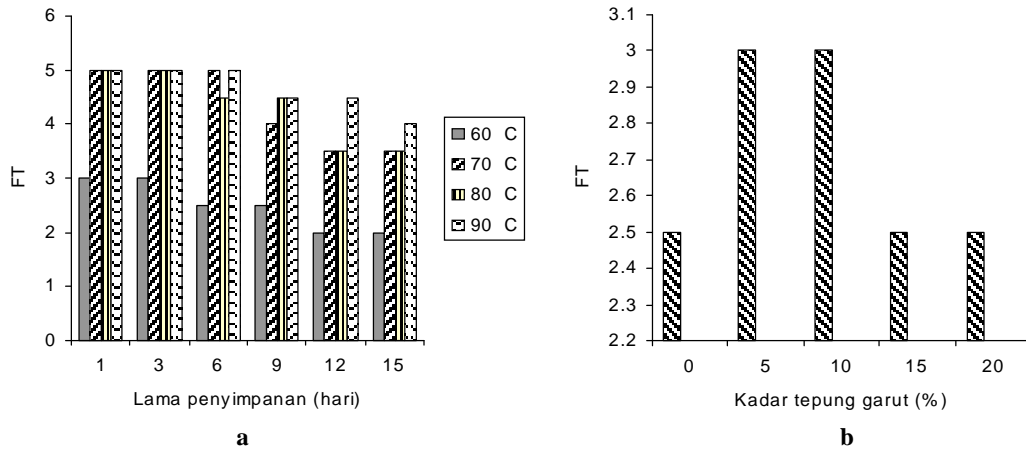 6
5
4
3
2
1
0
FT
1 3 6 9 12 15
Lama penyimpanan (hari)
60 C
70 C
80 C
90 C
a
3.1
3
2.9
2.8
2.7
2.6
2.5
2.4
2.3
2.2
FT
0 5 10 15 20
Kadar tepung garut (%)
b